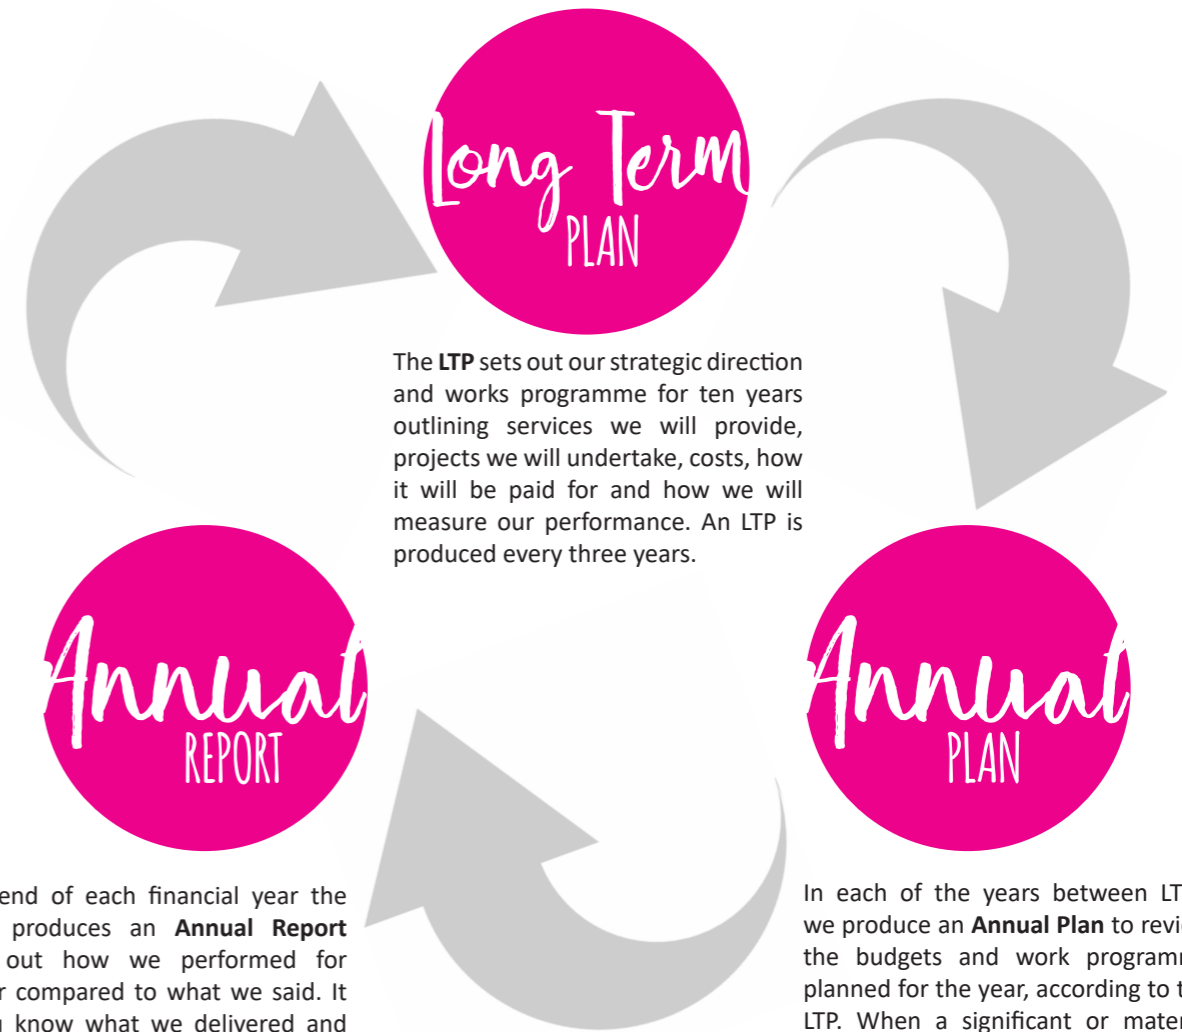 Long Term
PLAN
The LTP sets out our strategic direction
and works programme for ten years
outlining services we will provide,
projects we will undertake, costs, how
it will be paid for and how we will
measure our performance. An LTP is
produced every three years.
Annual
REPORT
end of each financial year the
produces an Annual Report
out how we performed for
compared to what we said. It
know what we delivered and
Annual
PLAN
In each of the years between
we produce an Annual Plan to
the budgets and work
planned for the year, according to
LTP. When a significant or